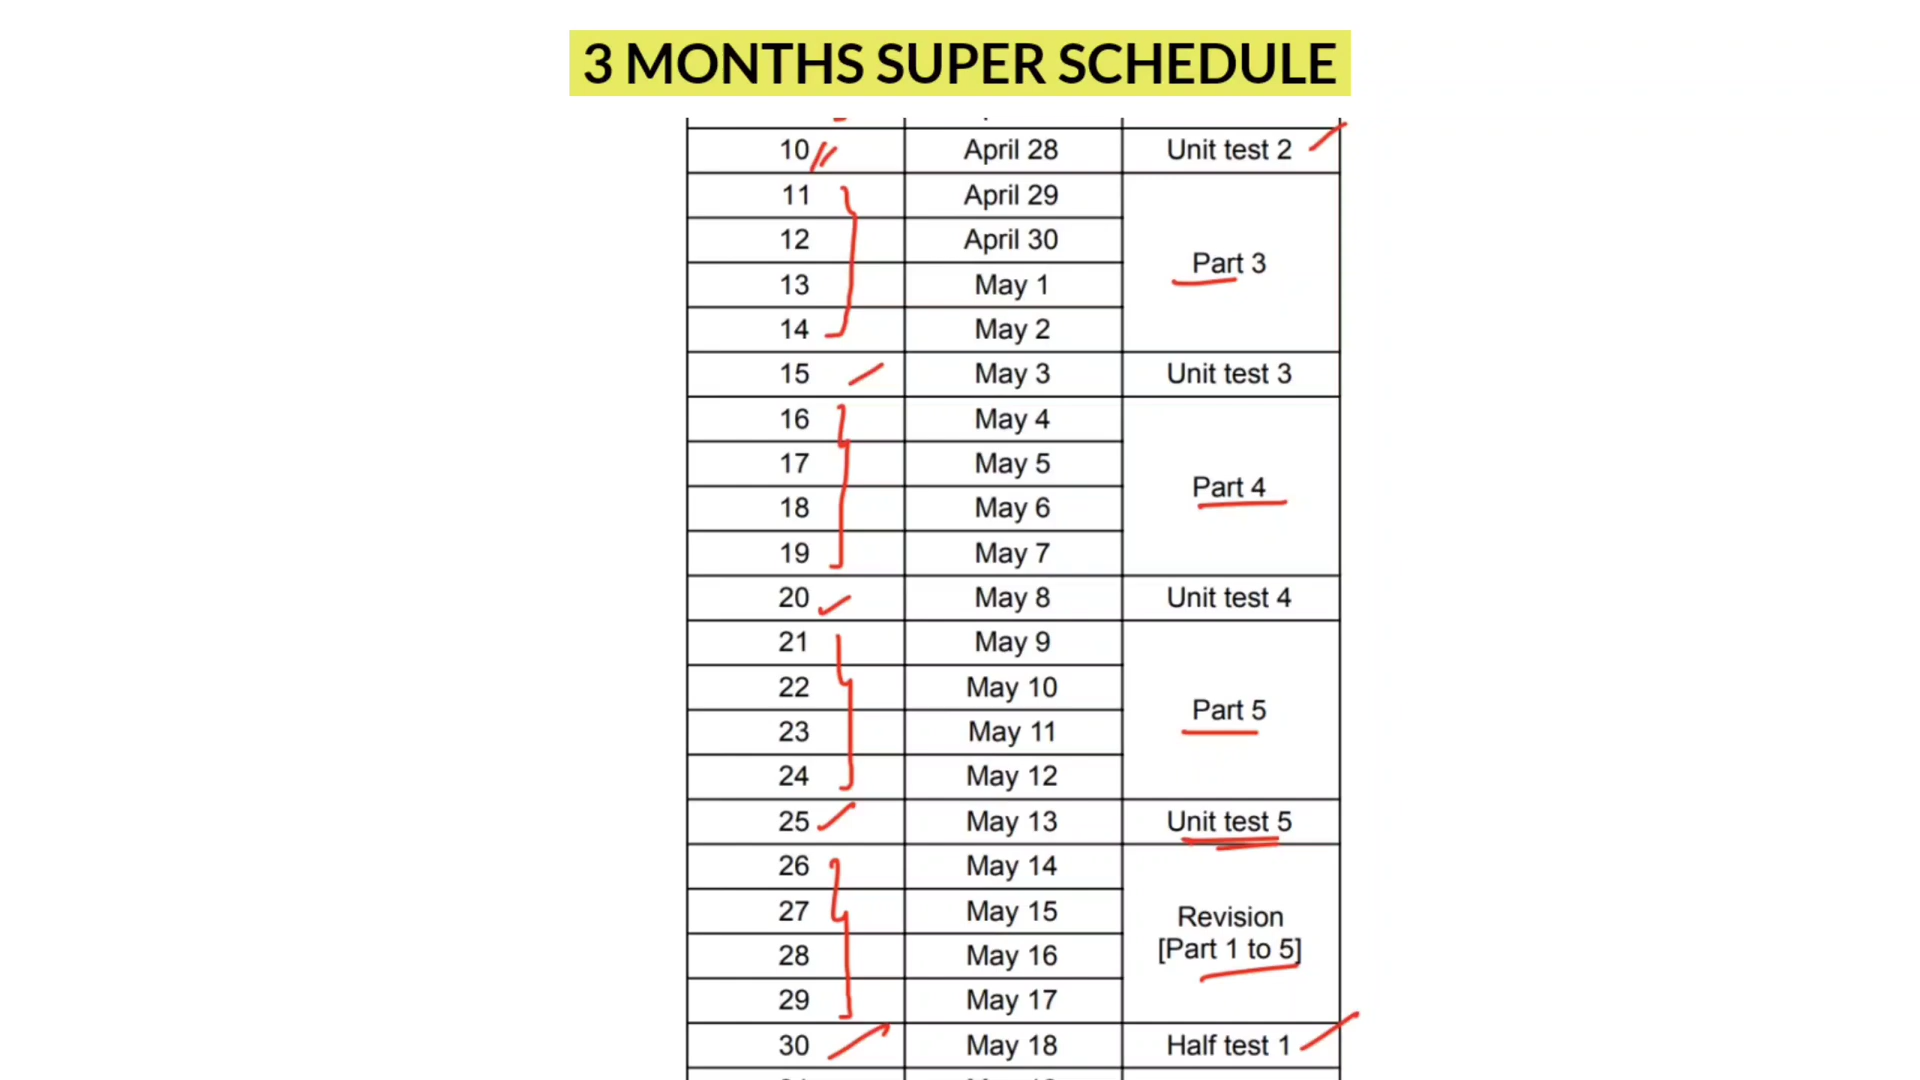 3 MONTHS SUPER SCHEDULE
10 April 28 Unit test 2
11 April 29
12 April 30
Part 3
13 May 1
14 May 2
15 May 3 Unit test 3
16 May 4
17 May 5
Part 4
18 May 6
19 May 7
20 May 8 Unit test 4
21 May 9
22 May 10
Part 5
23 May 11
24 May 12
25 May 13 Unit test 5
26 May 14
27 May 15
Revision
[Part 1 to 5]
28 May 16
29 May 17
30 May 18 Half test 1